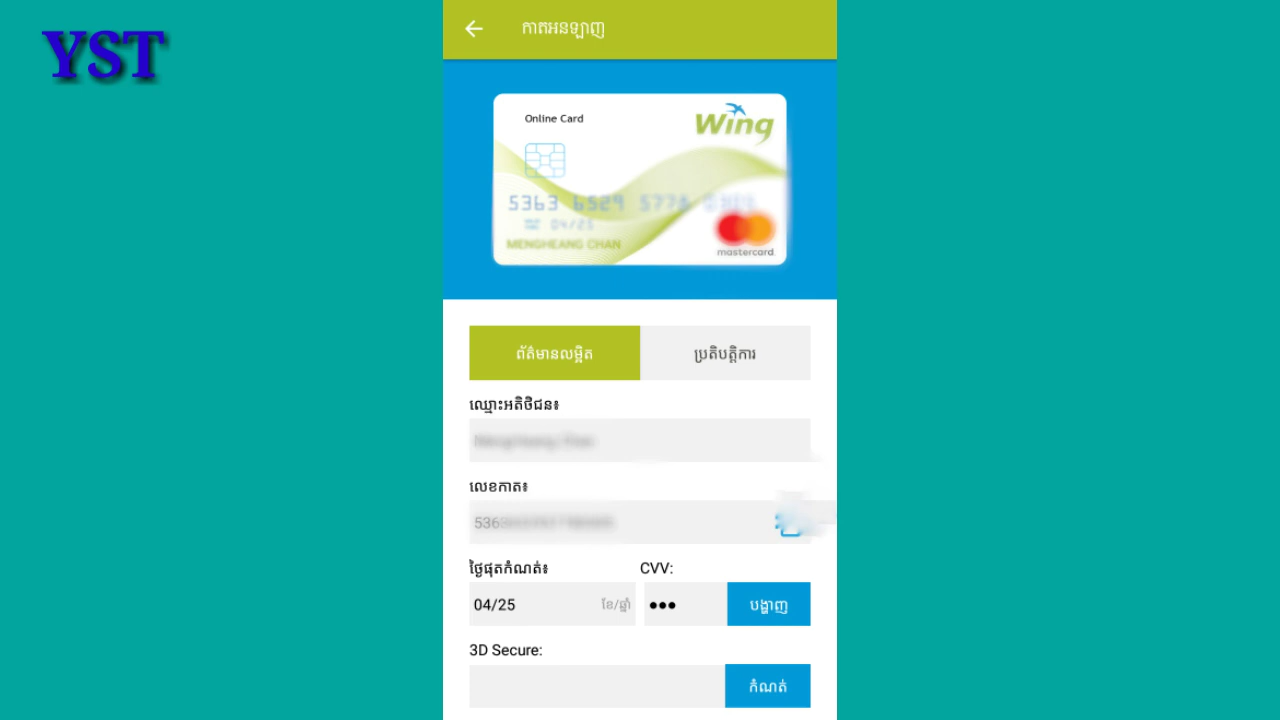 YST
កាតអនឡាញ
Online Card
Wing
5363 6529 5776
04/25
MENGHEANG CHAN
mastercard.
ព័ត៌មានលម្អិត
ប្រតិបត្តិការ
ឈ្មោះអតិថិជន៖
លេខកាត៖
536
ថ្ងៃផុតកំណត់៖
CVV:
04/25
ខែ/ឆ្នាំ
•••
បង្ហាញ
3D Secure:
កំណត់